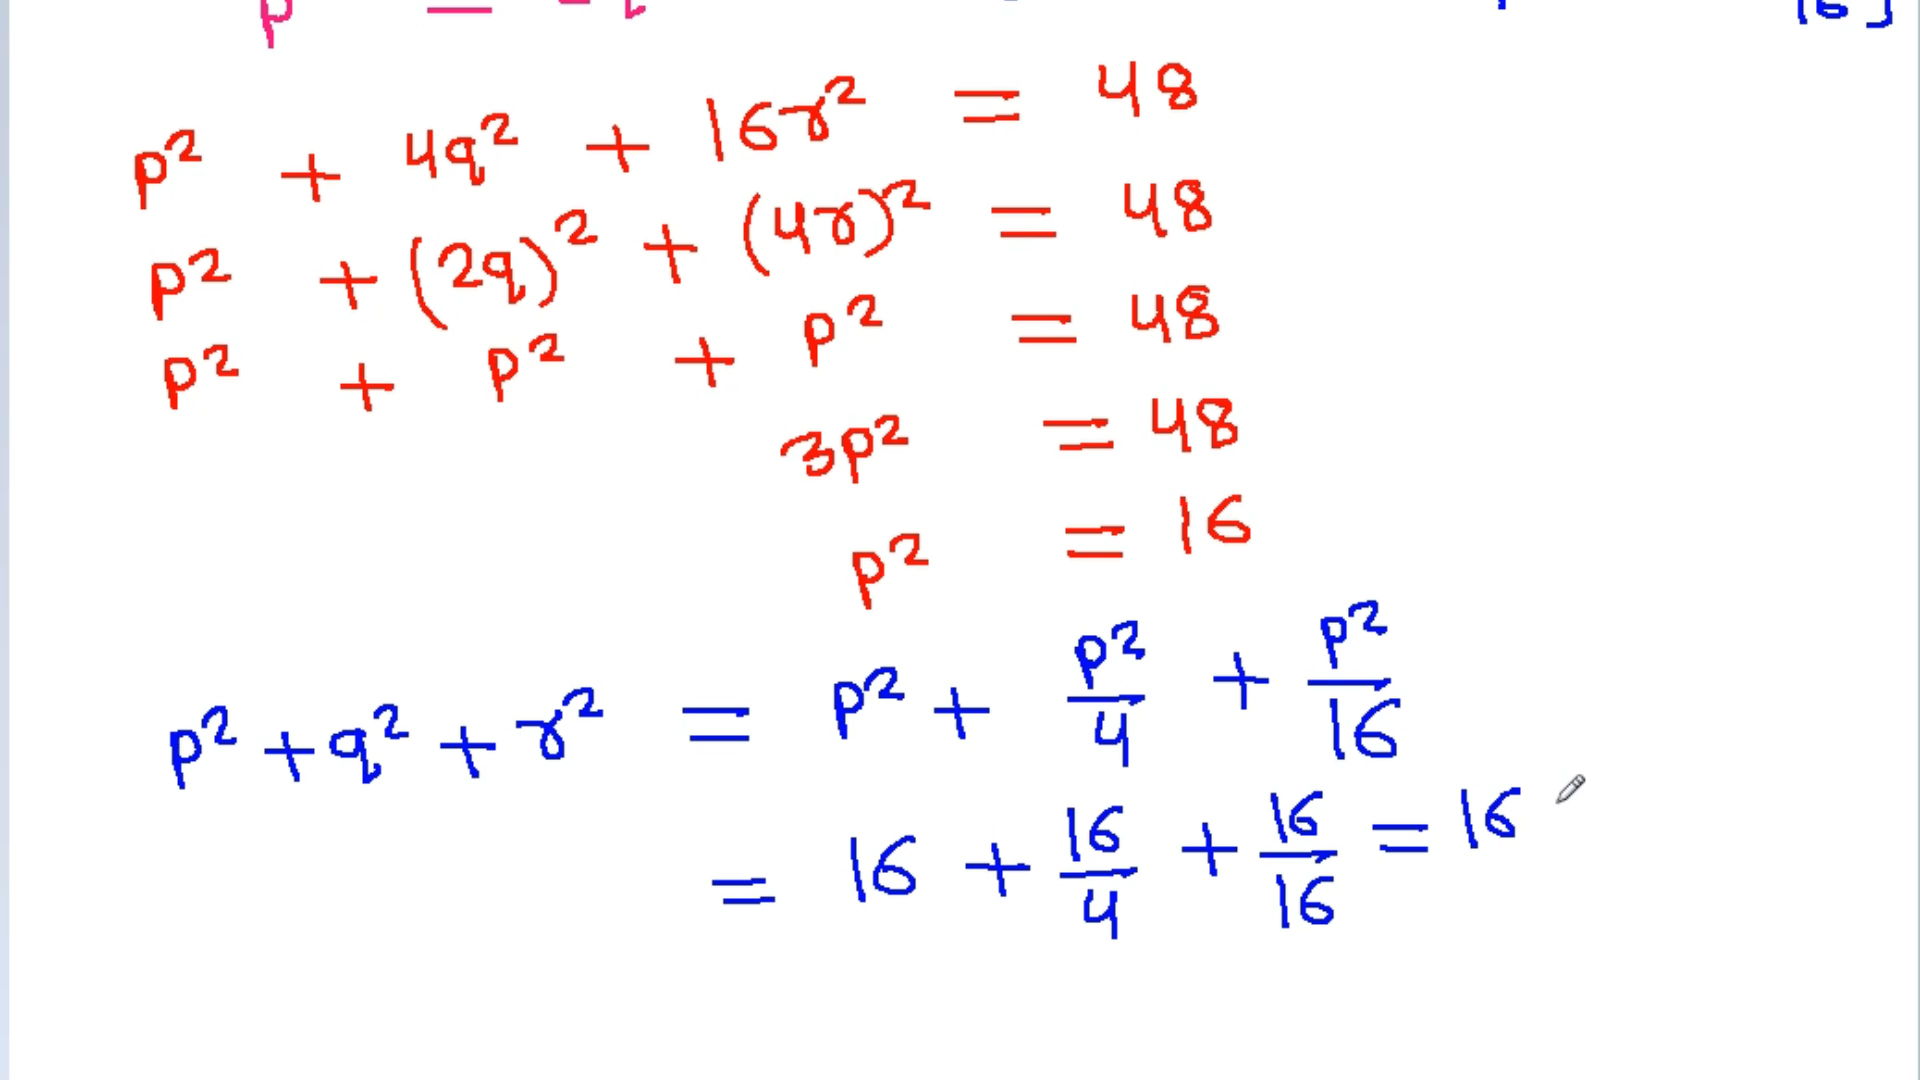 p² + 4q² + 16r² = 48
p² + (2q)² + (4r)² = 48
p² + p² + p² = 48
3p² = 48
p² = 16
p² + q² + r² = p² + p²/4 + p²/16
= 16 + 16/4 + 16/16 = 16